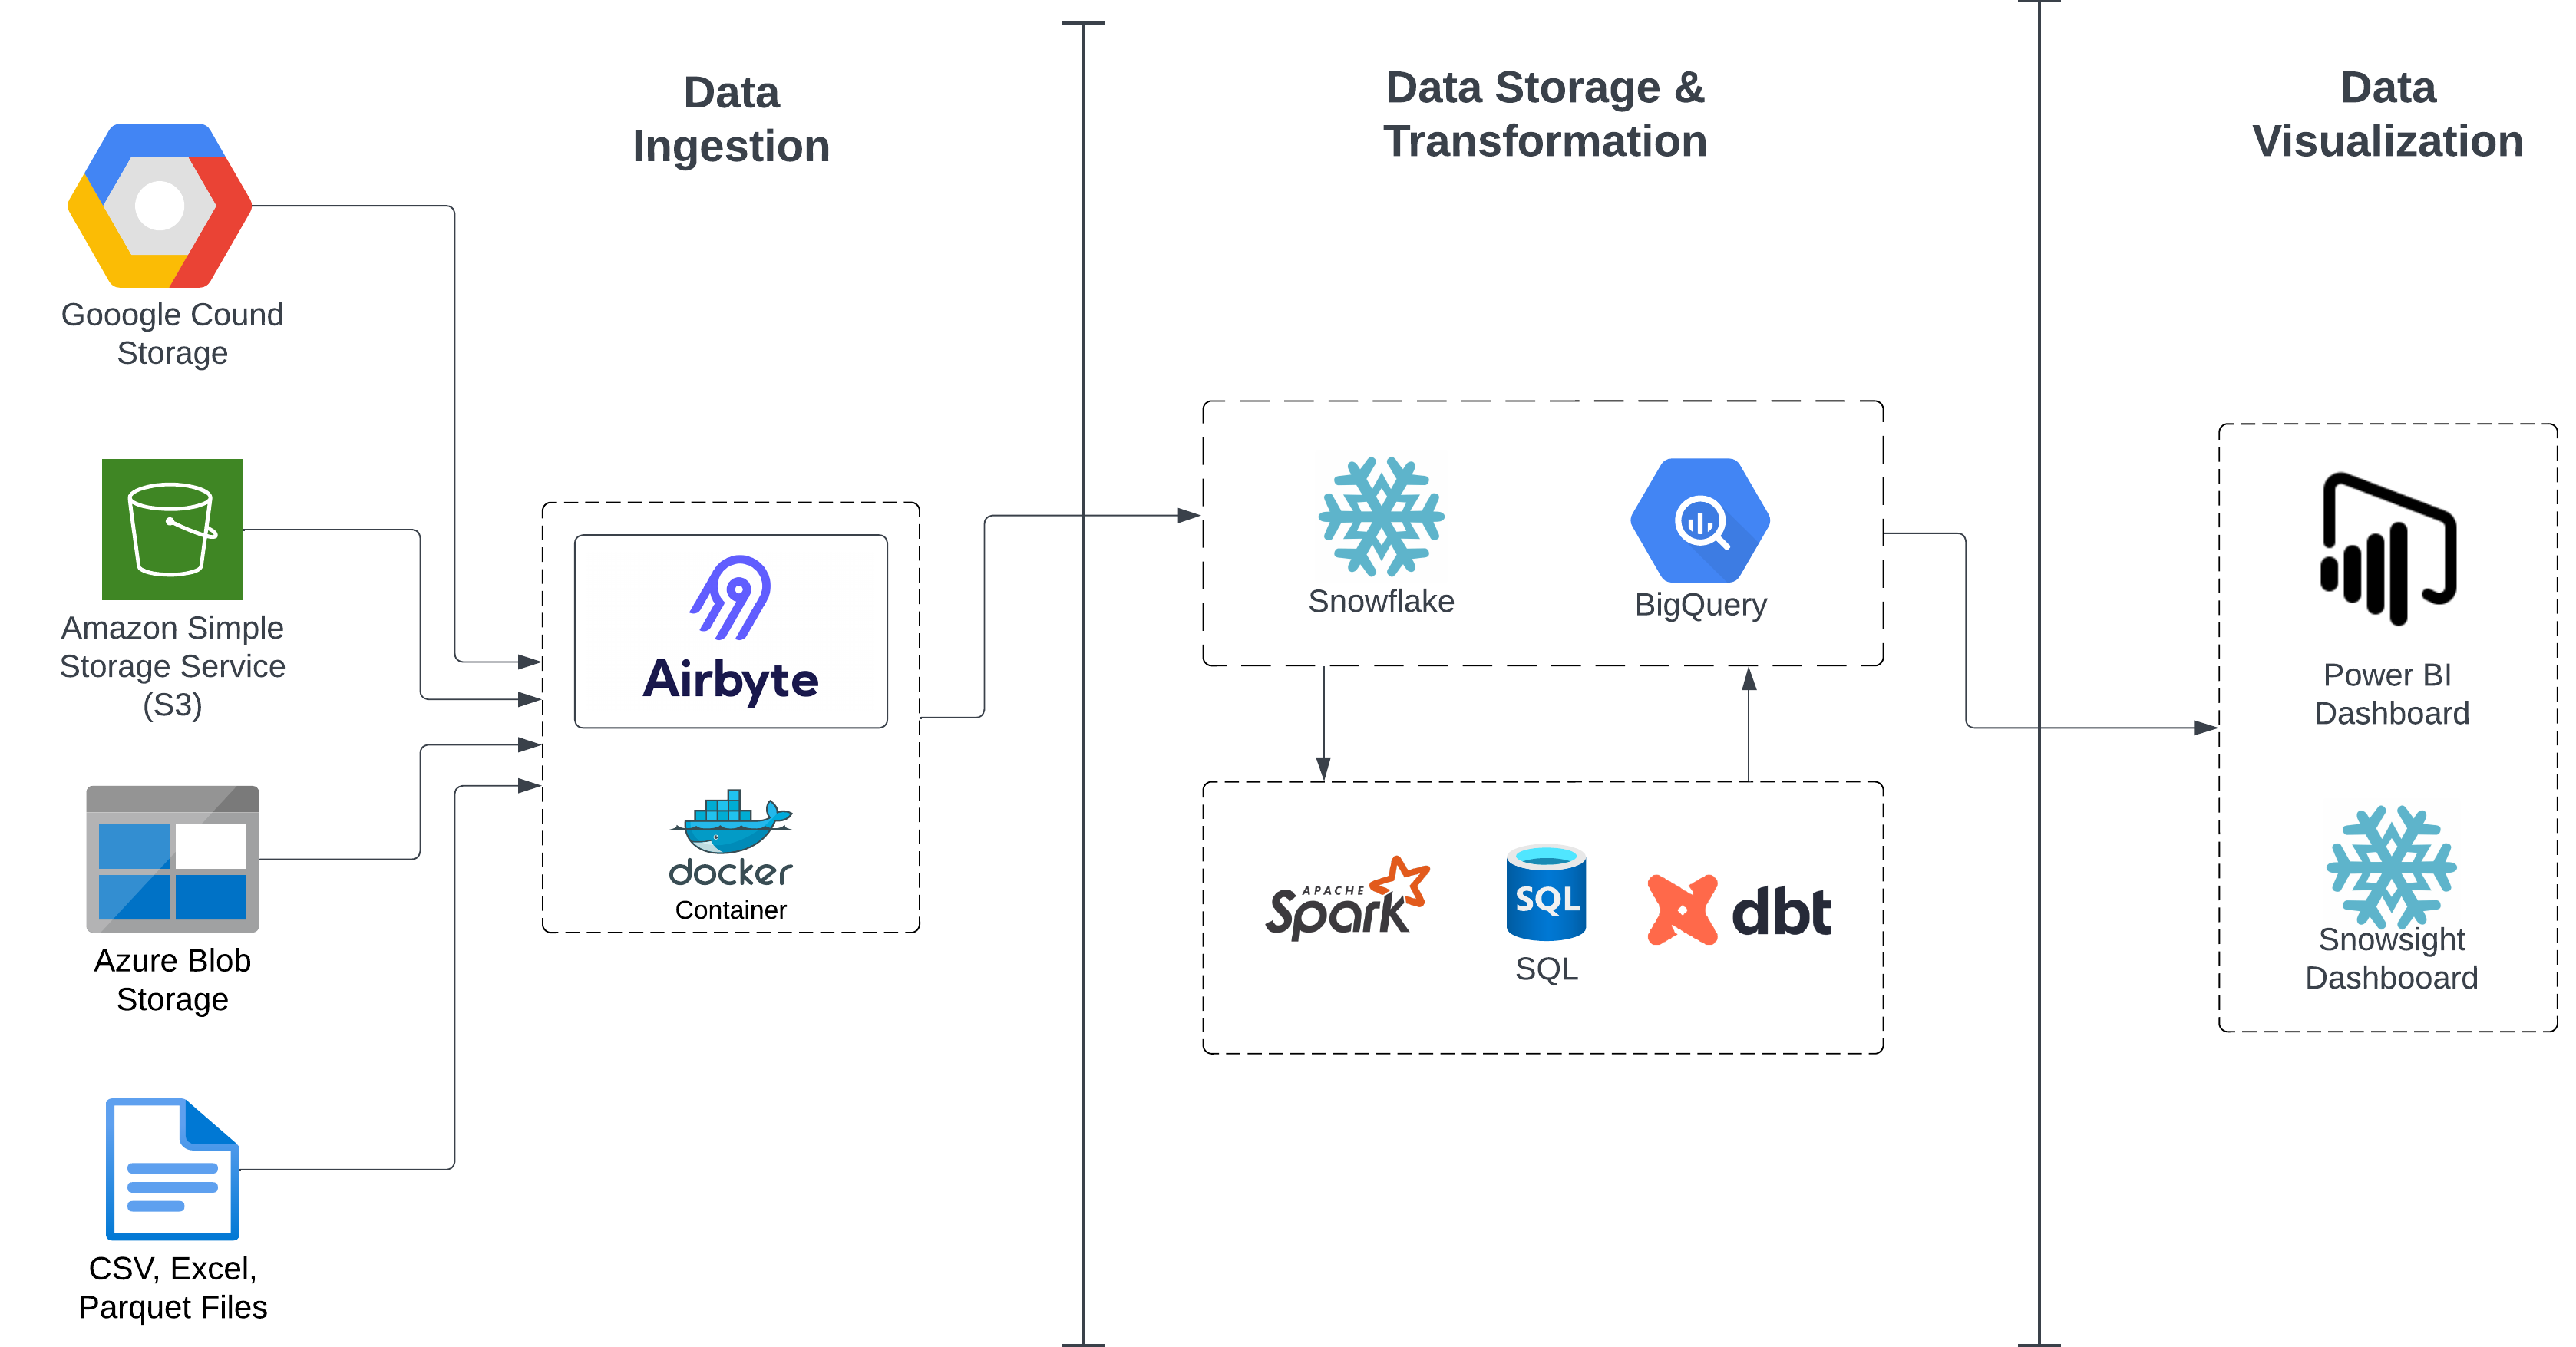 Data
Ingestion
Data Storage &
Transformation
Data
Visualization
Gooogle Cound
Storage
Amazon Simple
Storage Service
(S3)
Azure Blob
Storage
CSV, Excel,
Parquet Files
Airbyte
docker
Container
Snowflake
BigQuery
APACHE
Spark
SQL
SQL
dbt
Power BI
Dashboard
Snowsight
Dashbooard